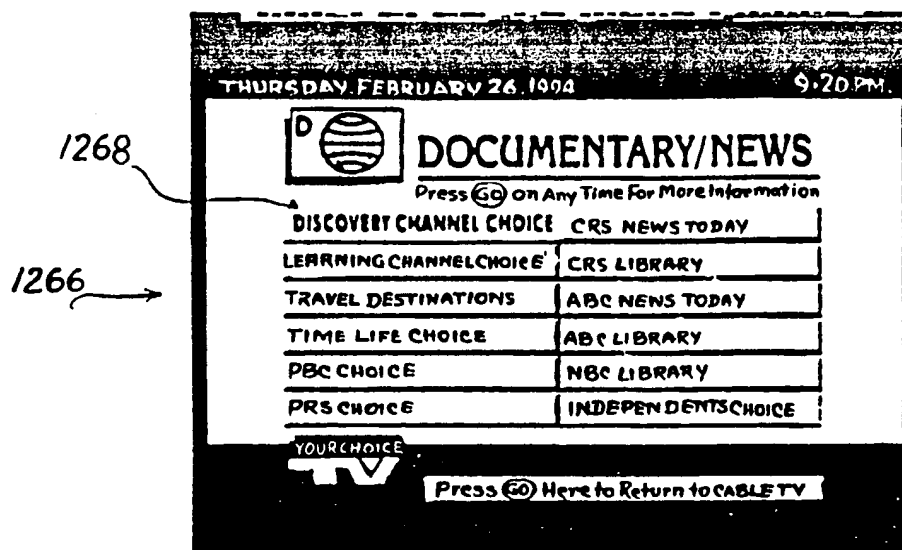 THURSDAY, FEBRUARY 26, 1994 9:20 P.M.
D DOCUMENTARY/NEWS
1268
Press GO on Any Time For More Information
DISCOVERY CHANNEL CHOICE CRS NEWS TODAY
LEARNING CHANNEL CHOICE CRS LIBRARY
1266
TRAVEL DESTINATIONS ABC NEWS TODAY
TIME LIFE CHOICE ABC LIBRARY
PBC CHOICE NBC LIBRARY
PRS CHOICE INDEPENDENTS CHOICE
YOUR CHOICE
TV
Press GO Here to Return to CABLE TV